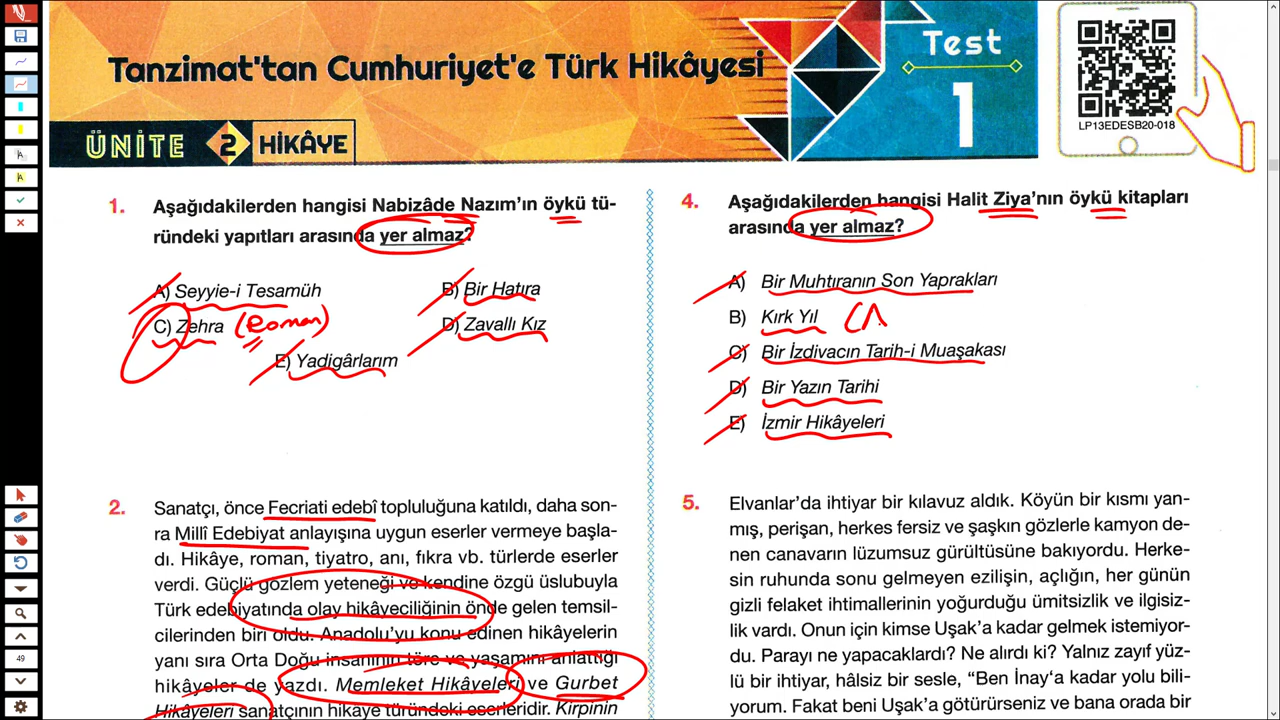 Tanzimat'tan Cumhuriyet'e Türk Hikâyesi
Test
1
LP13EDESB20-018
ÜNİTE 2 HİKÂYE
1. Aşağıdakilerden hangisi Nabizâde Nazım'ın öykü tü-
ründeki yapıtları arasında yer almaz?
A) Seyyie-i Tesamüh
B) Bir Hatıra
C) Zehra (Roman)
D) Zavallı Kız
E) Yadigârlarım
2. Sanatçı, önce Fecriati edebî topluluğuna katıldı, daha son-
ra Millî Edebiyat anlayışına uygun eserler vermeye başla-
dı. Hikâye, roman, tiyatro, anı, fıkra vb. türlerde eserler
verdi. Güçlü gözlem yeteneği ve kendine özgü üslubuyla
Türk edebiyatında olay hikâyeciliğinin önde gelen temsil-
cilerinden biri oldu. Anadolu'yu konu edinen hikâyelerin
yanı sıra Orta Doğu insanının töre ve yaşamını anlattığı
hikâyeler de yazdı. Memleket Hikâyeleri ve Gurbet
Hikâyeleri sanatçının hikâye türündeki eserleridir. Kirpinin
4. Aşağıdakilerden hangisi Halit Ziya'nın öykü kitapları
arasında yer almaz?
A) Bir Muhtıranın Son Yaprakları
B) Kırk Yıl (A
C) Bir İzdivacın Tarih-i Muaşakası
D) Bir Yazın Tarihi
E) İzmir Hikâyeleri
5. Elvanlar'da ihtiyar bir kılavuz aldık. Köyün bir kısmı yan-
mış, perişan, herkes fersiz ve şaşkın gözlerle kamyon de-
nen canavarın lüzumsuz gürültüsüne bakıyordu. Herke-
sin ruhunda sonu gelmeyen ezilişin, açlığın, her günün
gizli felaket ihtimallerinin yoğurduğu ümitsizlik ve ilgisiz-
lik vardı. Onun için kimse Uşak'a kadar gelmek istemiyor-
du. Parayı ne yapacaklardı? Ne alırdı ki? Yalnız zayıf yüz-
lü bir ihtiyar, hâlsiz bir sesle, “Ben İnay'a kadar yolu bili-
yorum. Fakat beni Uşak'a götürürseniz ve bana orada bir
49